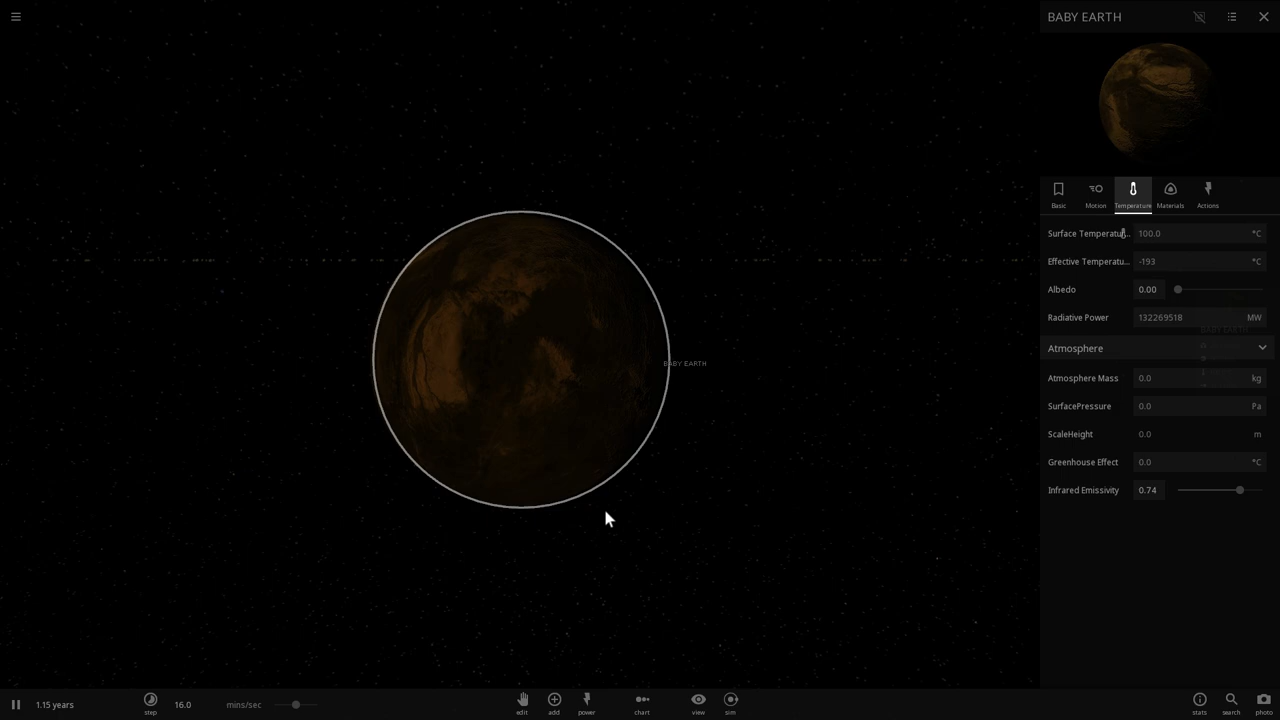 BABY EARTH
Basic
Motion
Temperature
Materials
Actions
Surface Temperatu... 100.0 °C
Effective Temperatu... -193 °C
Albedo 0.00
Radiative Power 132269518 MW
BABY EARTH
Atmosphere
BABY EARTH
Atmosphere Mass 0.0 kg
SurfacePressure 0.0 Pa
ScaleHeight 0.0 m
Greenhouse Effect 0.0 °C
Infrared Emissivity 0.74
1.15 years
step
16.0
mins/sec
edit
add
power
chart
view
sim
stats
search
photo